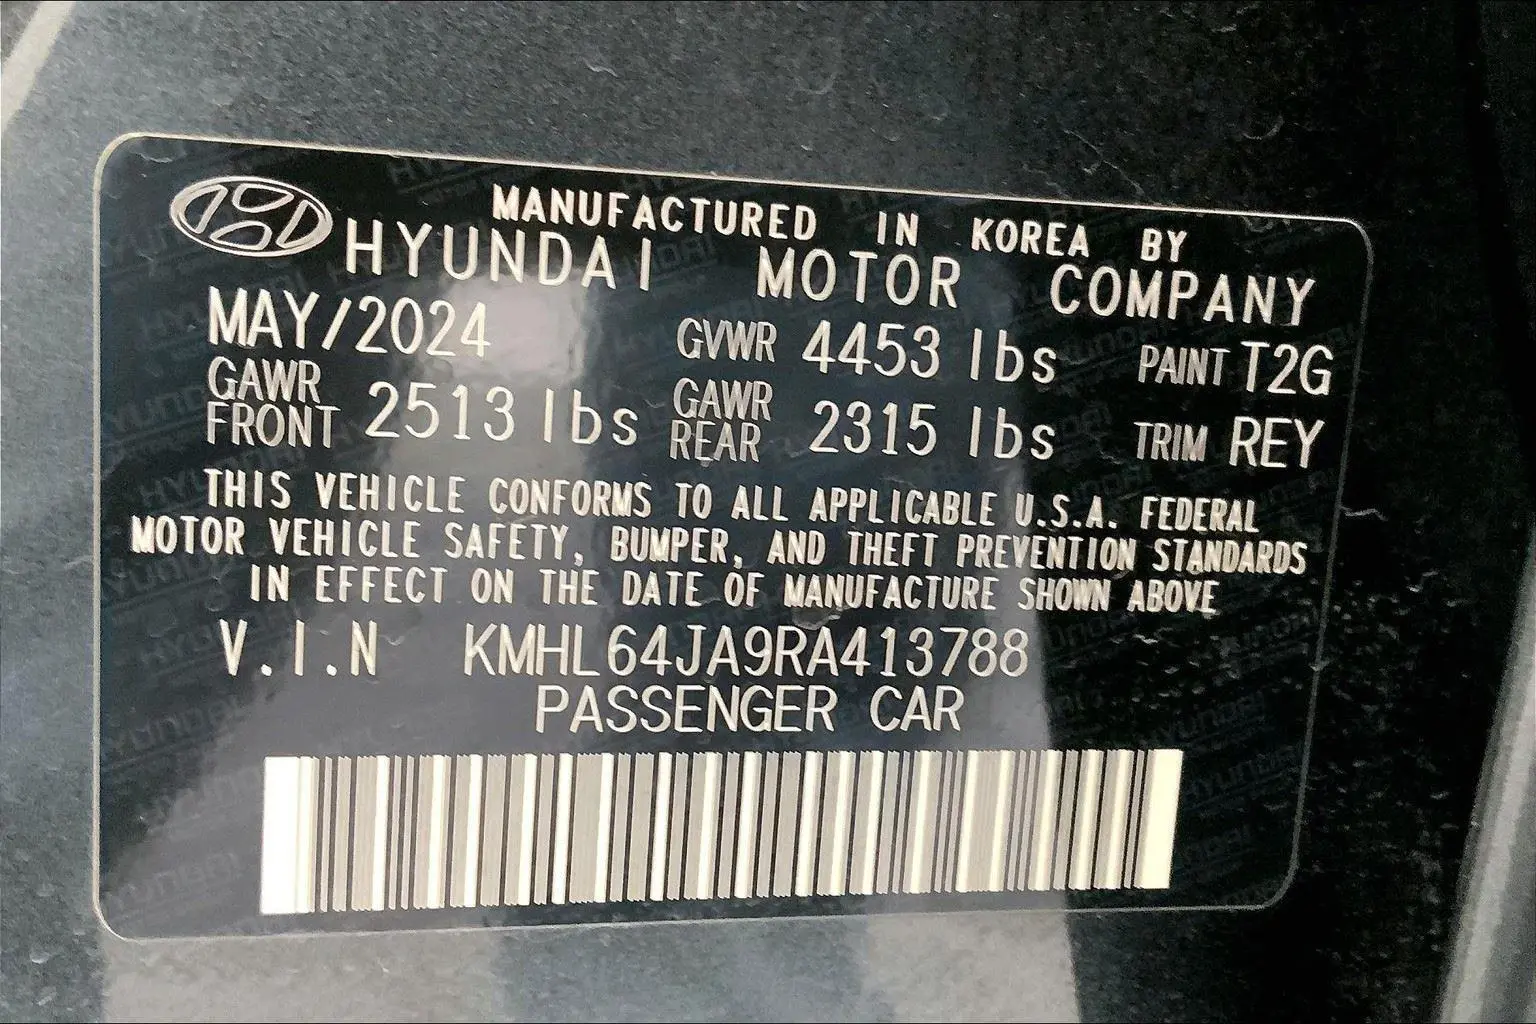 MANUFACTURED IN KOREA BY
HYUNDAI MOTOR COMPANY
MAY/2024 GVWR 4453 lbs PAINT T2G
GAWR FRONT 2513 lbs GAWR REAR 2315 lbs TRIM REY
THIS VEHICLE CONFORMS TO ALL APPLICABLE U.S.A. FEDERAL
MOTOR VEHICLE SAFETY, BUMPER, AND THEFT PREVENTION STANDARDS
IN EFFECT ON THE DATE OF MANUFACTURE SHOWN ABOVE
V.I.N KMHL64JA9RA413788
PASSENGER CAR